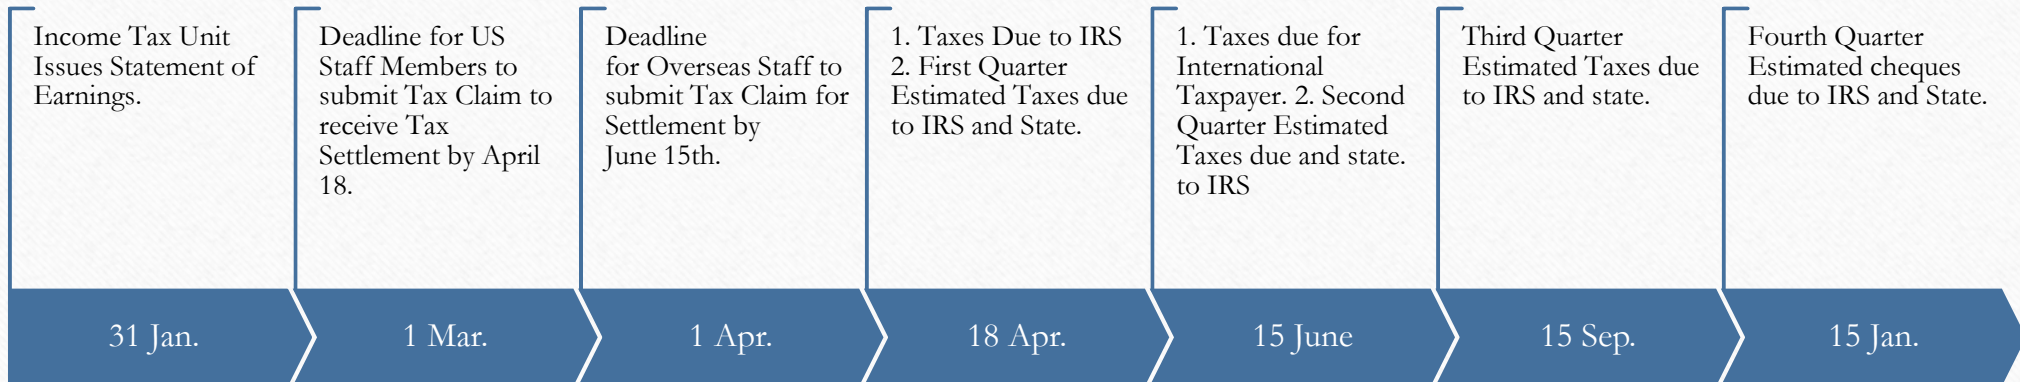 Income Tax Unit
Issues Statement of
Earnings.
Deadline for US
Staff Members to
submit Tax Claim to
receive Tax
Settlement by April
18.
Deadline
for Overseas Staff to
submit Tax Claim for
Settlement by
June 15th.
1. Taxes Due to IRS
2. First Quarter
Estimated Taxes due
to IRS and State.
1. Taxes due for
International
Taxpayer. 2. Second
Quarter Estimated
Taxes due and state.
to IRS
Third Quarter
Estimated Taxes due
to IRS and state.
Fourth Quarter
Estimated cheques
due to IRS and State.
31 Jan.
1 Mar.
1 Apr.
18 Apr.
15 June
15 Sep.
15 Jan.